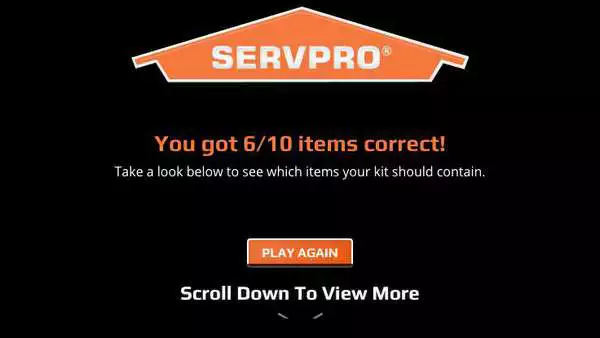 SERVPRO®
You got 6/10 items correct!
Take a look below to see which items your kit should contain.
PLAY AGAIN
Scroll Down To View More